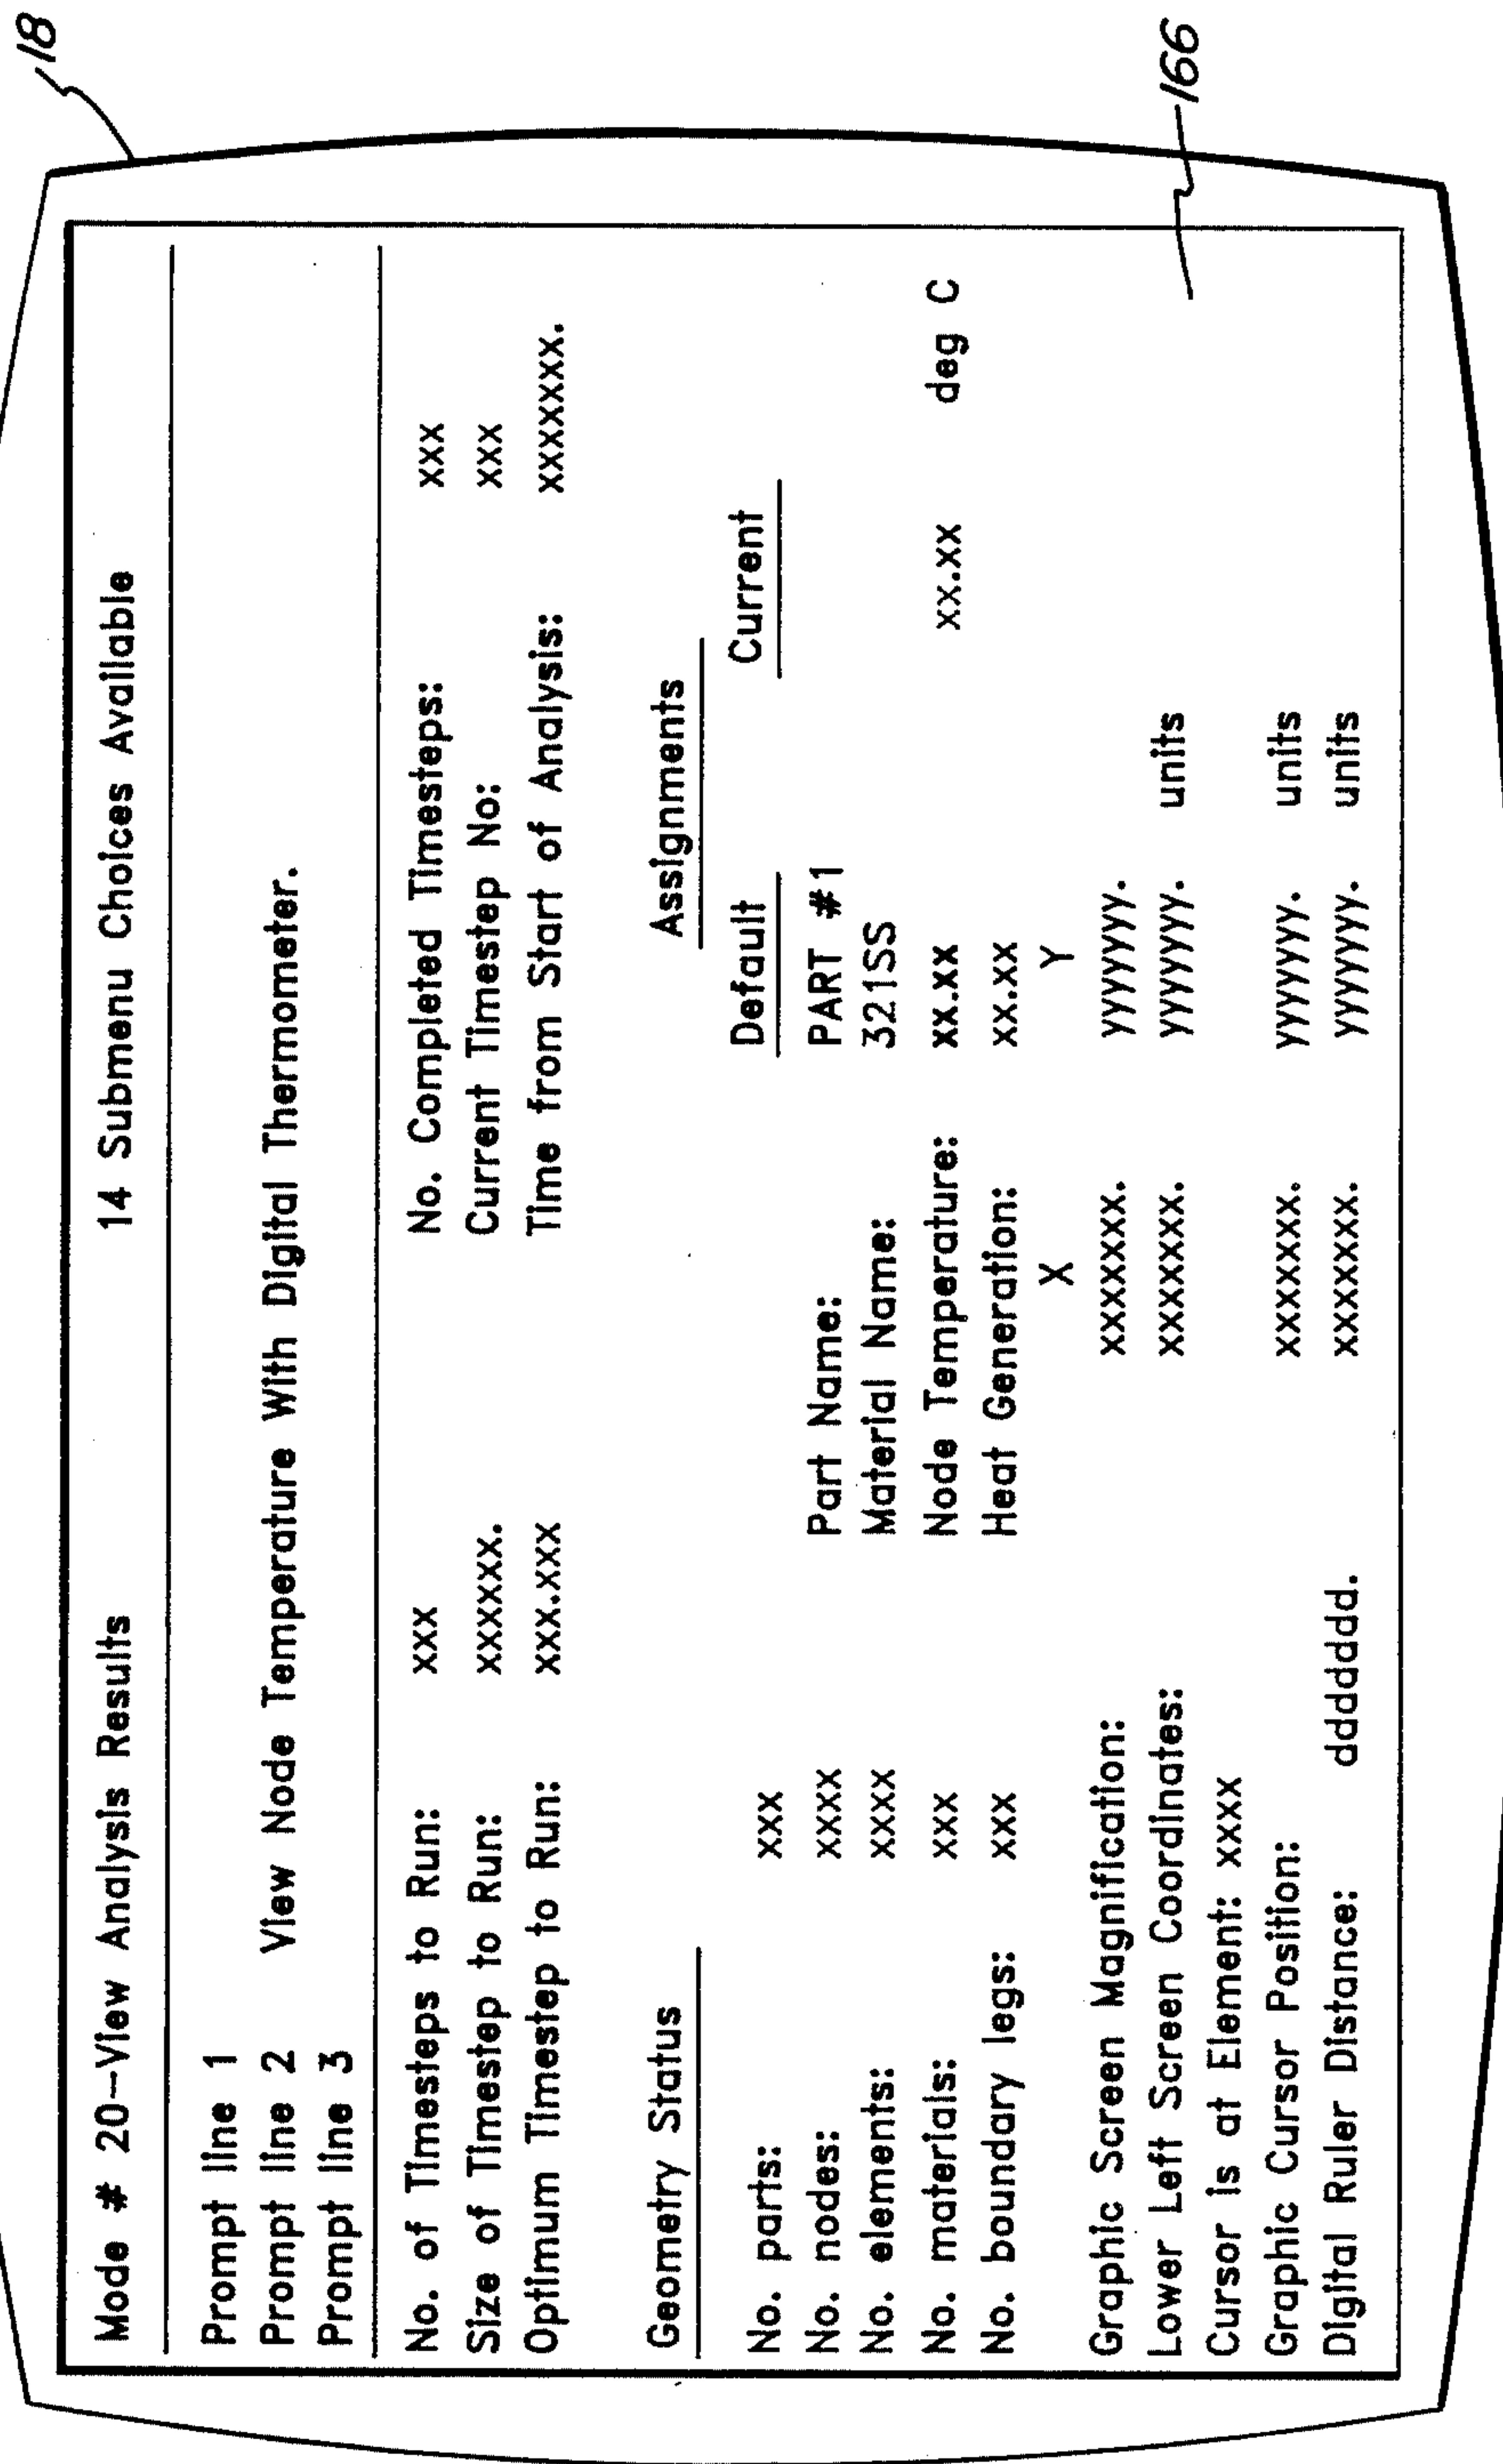 18
Mode # 20-View Analysis Results 14 Submenu Choices Available
Prompt line 1
Prompt line 2 View Node Temperature With Digital Thermometer.
Prompt line 3
No. of Timesteps to Run: xxx No. Completed Timesteps: xxx
Size of Timestep to Run: xxxxxx. Current Timestep No: xxx
Optimum Timestep to Run: xxx.xxx Time from Start of Analysis: xxxxxxx.
Geometry Status Assignments
Default Current
No. parts: xxx
No. nodes: xxxx Part Name: PART #1
No. elements: xxxx Material Name: 321SS
No. materials: xxx Node Temperature: xx.xx xx.xx deg C
No. boundary legs: xxx Heat Generation: xx.xx
X Y
Graphic Screen Magnification: xxxxxxx. yyyyyyy.
Lower Left Screen Coordinates: xxxxxxx. yyyyyyy. units
Cursor is at Element: xxxx
Graphic Cursor Position: xxxxxxx. yyyyyyy. units
Digital Ruler Distance: dddddddd. xxxxxxx. yyyyyyy. units
166